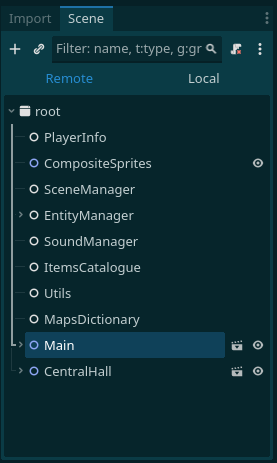 Import Scene
Filter: name, t:type, g:gr
Remote Local
root
PlayerInfo
CompositeSprites
SceneManager
EntityManager
SoundManager
ItemsCatalogue
Utils
MapsDictionary
Main
CentralHall